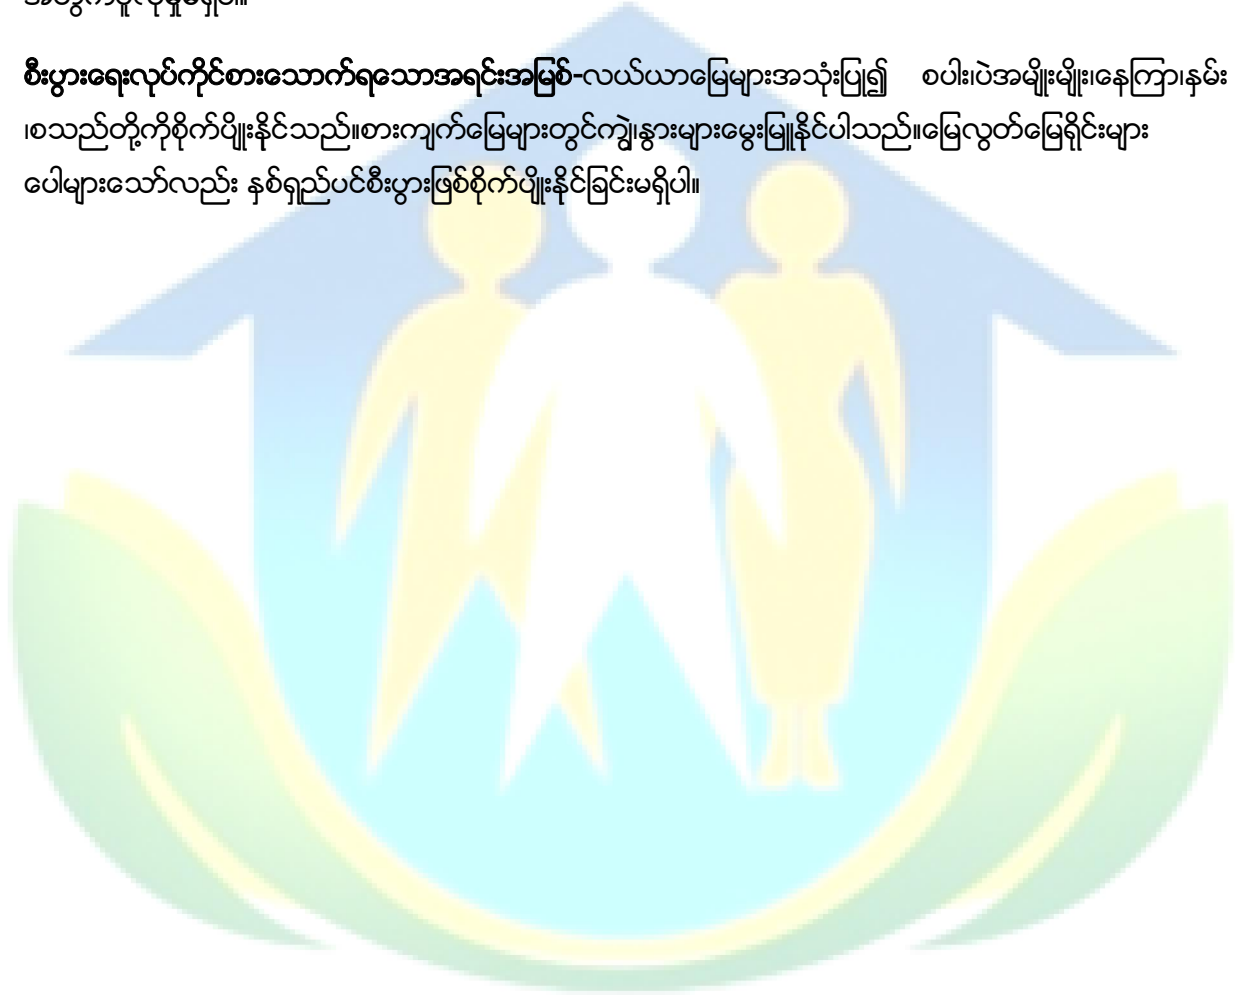 စီးပွားရေးလုပ်ကိုင်စားသောက်ရသောအရင်းအမြစ်-လယ်ယာမြေများအသုံးပြု၍ စပါး၊ပဲအမျိုးမျိုး၊နေကြာ၊နှမ်း
၊စသည်တို့ကိုစိုက်ပျိုးနိုင်သည်။စားကျက်မြေများတွင်ကျွဲ၊နွားများမွေးမြူနိုင်ပါသည်။မြေလွတ်မြေရိုင်းများ
ပေါများသော်လည်း နှစ်ရှည်ပင်စီးပွားဖြစ်စိုက်ပျိုးနိုင်ခြင်းမရှိပါ။